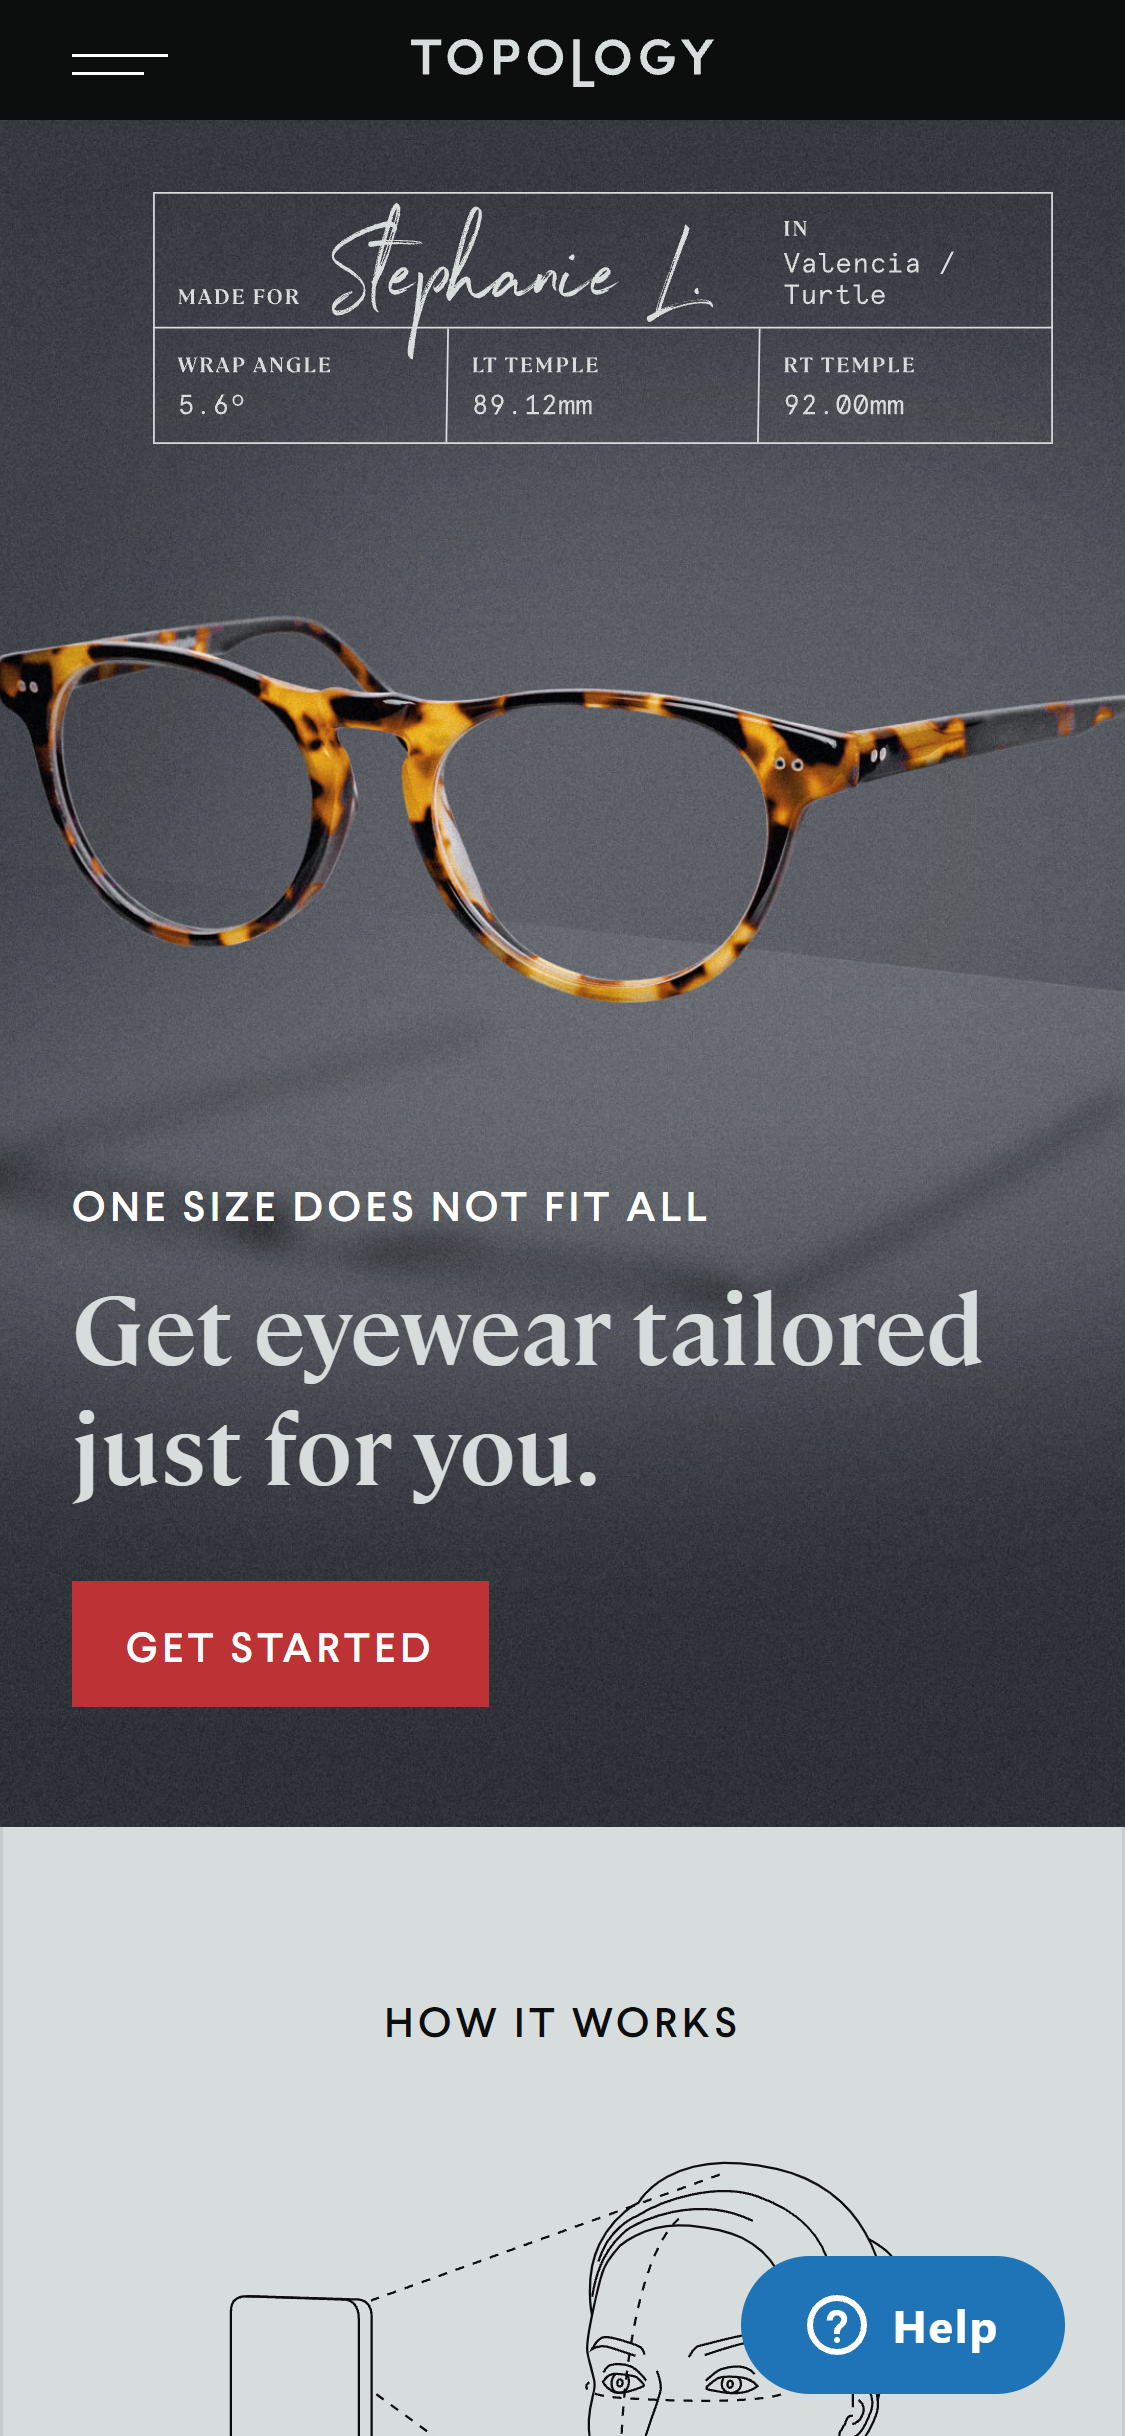 TOPOLOGY
MADE FOR Stephanie L.
IN
Valencia /
Turtle
WRAP ANGLE
5.6°
LT TEMPLE
89.12mm
RT TEMPLE
92.00mm
ONE SIZE DOES NOT FIT ALL
Get eyewear tailored
just for you.
GET STARTED
HOW IT WORKS
Help